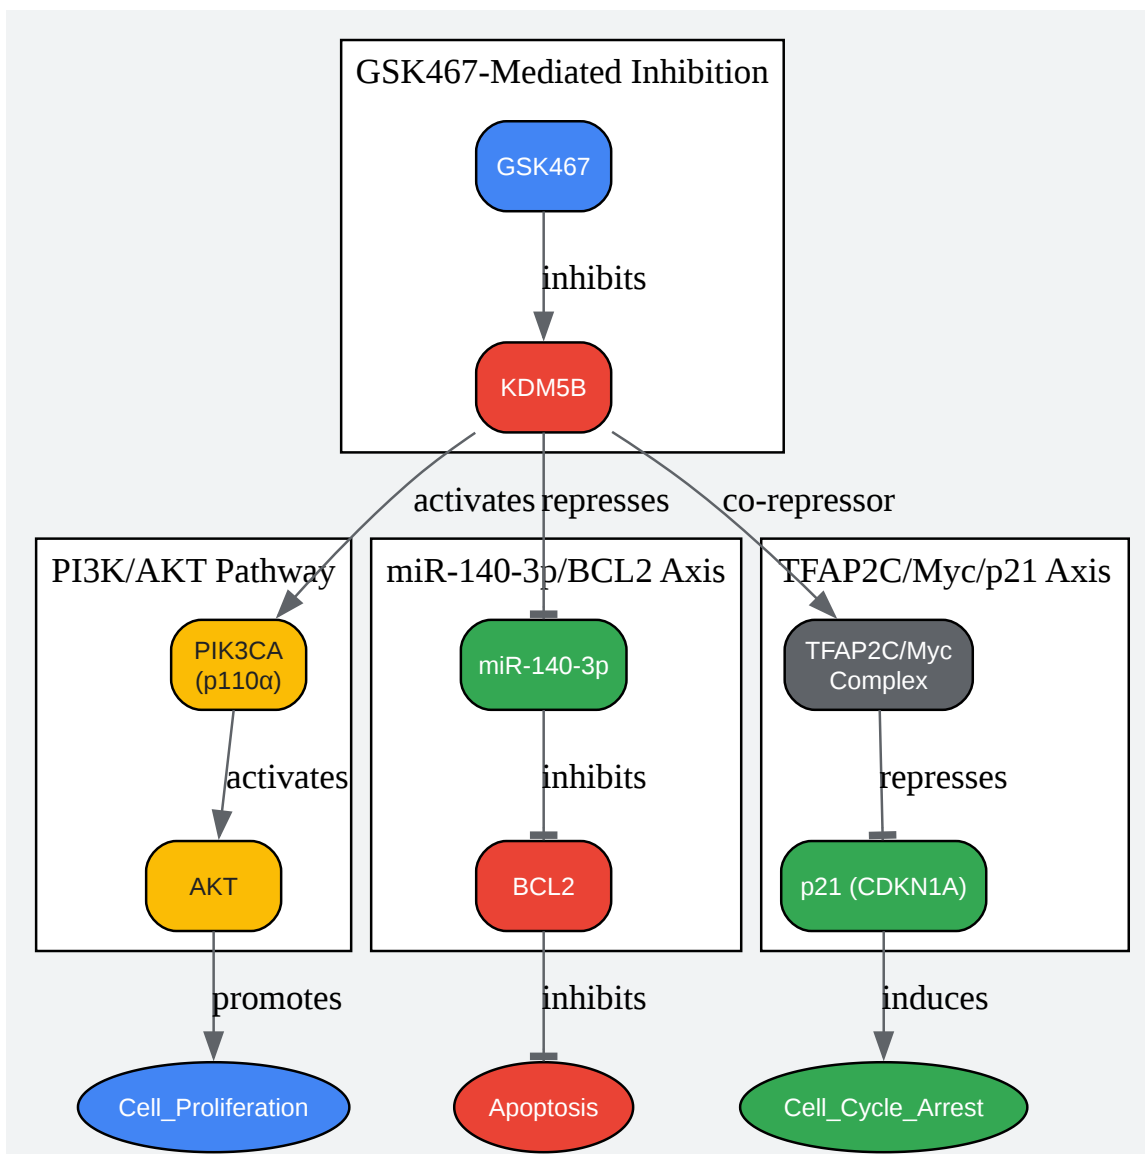 GSK467-Mediated Inhibition
GSK467
inhibits
KDM5B
activates
represses
co-repressor
PI3K/AKT Pathway
miR-140-3p/BCL2 Axis
TFAP2C/Myc/p21 Axis
PIK3CA
(p110α)
miR-140-3p
TFAP2C/Myc
Complex
activates
inhibits
represses
AKT
BCL2
p21 (CDKN1A)
promotes
inhibits
induces
Cell_Proliferation
Apoptosis
Cell_Cycle_Arrest